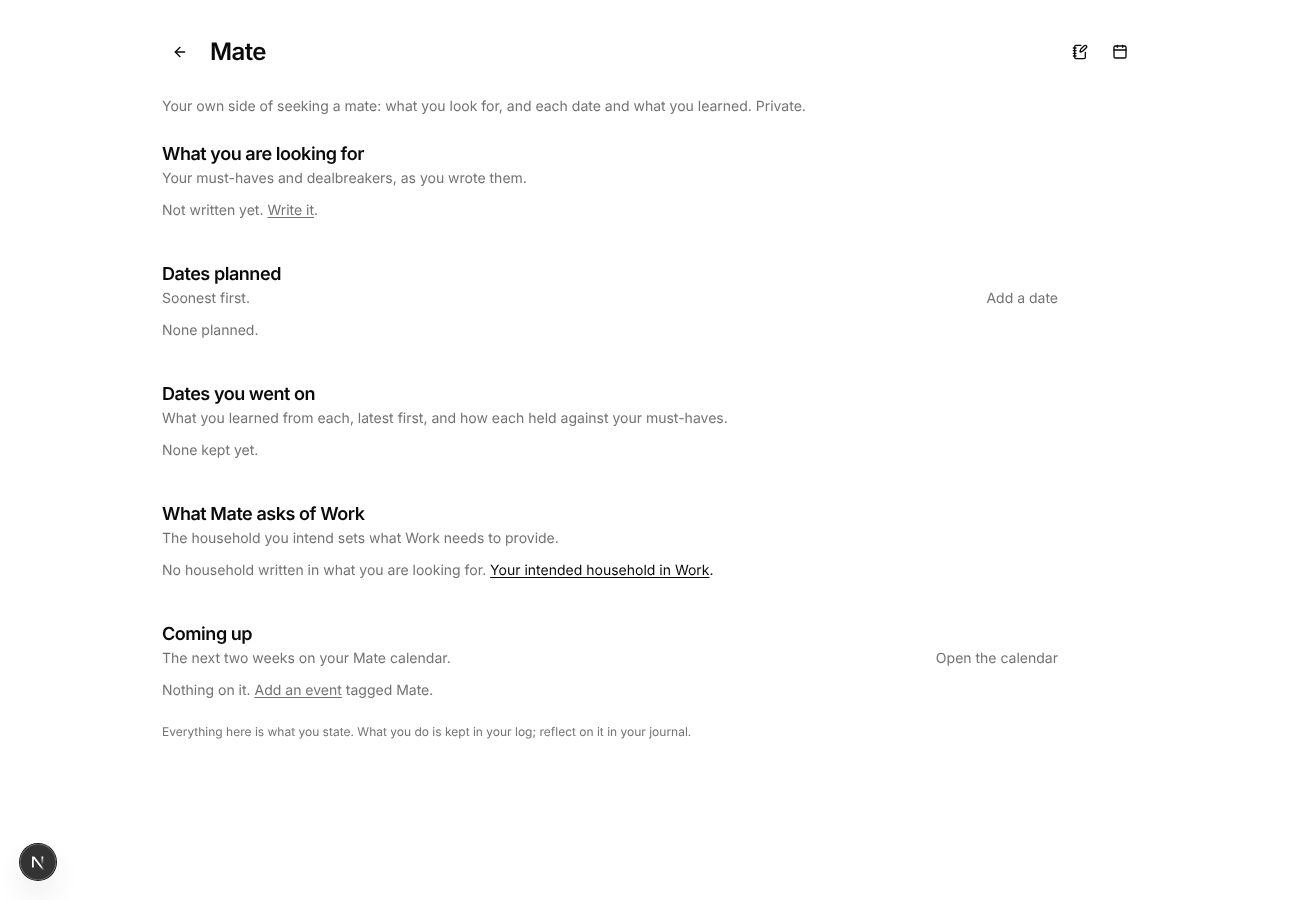 Mate
Your own side of seeking a mate: what you look for, and each date and what you learned. Private.
What you are looking for
Your must-haves and dealbreakers, as you wrote them.
Not written yet. Write it.
Dates planned
Soonest first.
Add a date
None planned.
Dates you went on
What you learned from each, latest first, and how each held against your must-haves.
None kept yet.
What Mate asks of Work
The household you intend sets what Work needs to provide.
No household written in what you are looking for. Your intended household in Work.
Coming up
The next two weeks on your Mate calendar.
Open the calendar
Nothing on it. Add an event tagged Mate.
Everything here is what you state. What you do is kept in your log; reflect on it in your journal.
N